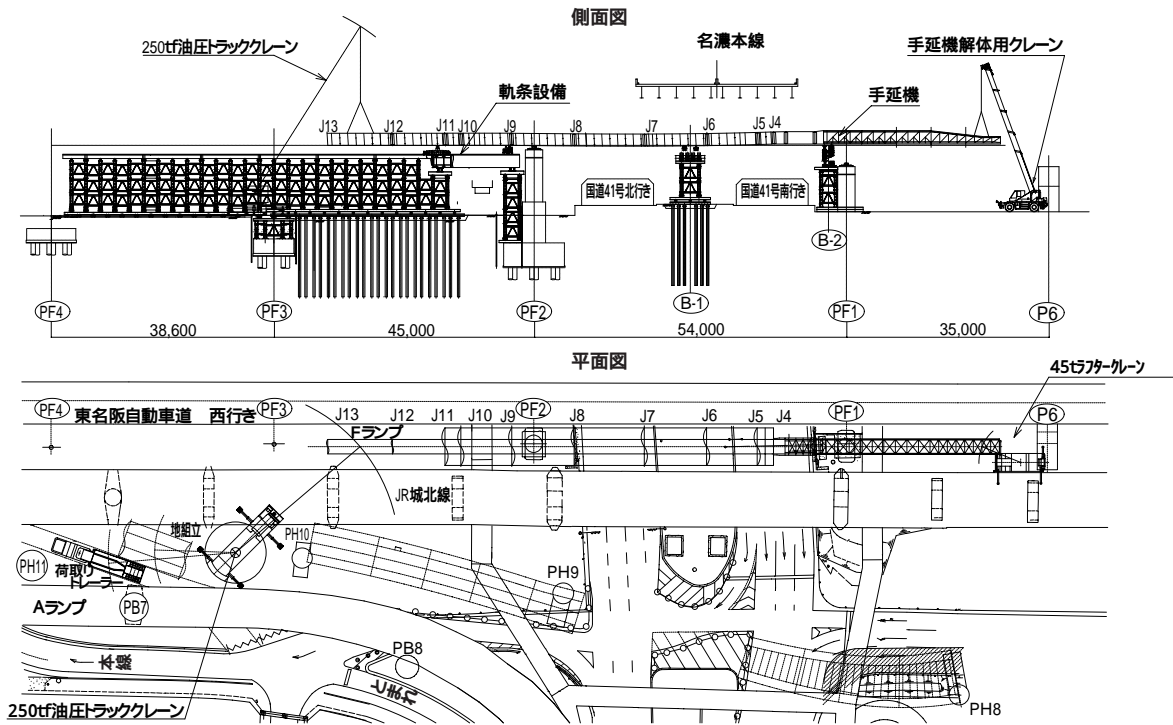 側面図
250tf油圧トラッククレーン
名濃本線
手延機解体用クレーン
軌条設備
手延機
J13
J12
J11
J10
J9
J8
J7
J6
J5
J4
国道41号北行き
国道41号南行き
B-2
B-1
PF4
PF3
PF2
PF1
P6
38,600
45,000
54,000
35,000
平面図
45tラフタークレーン
PF4
東名阪自動車道 西行き
PF3
J13
J12
J11
J10
J9
PF2
J8
J7
J6
J5
J4
PF1
P6
Fランプ
JR城北線
地組立
PH10
PH11
荷取り
トレーラー
PH9
Aランプ
PB7
本線
PB8
とまれ
250tf油圧トラッククレーン
PH8